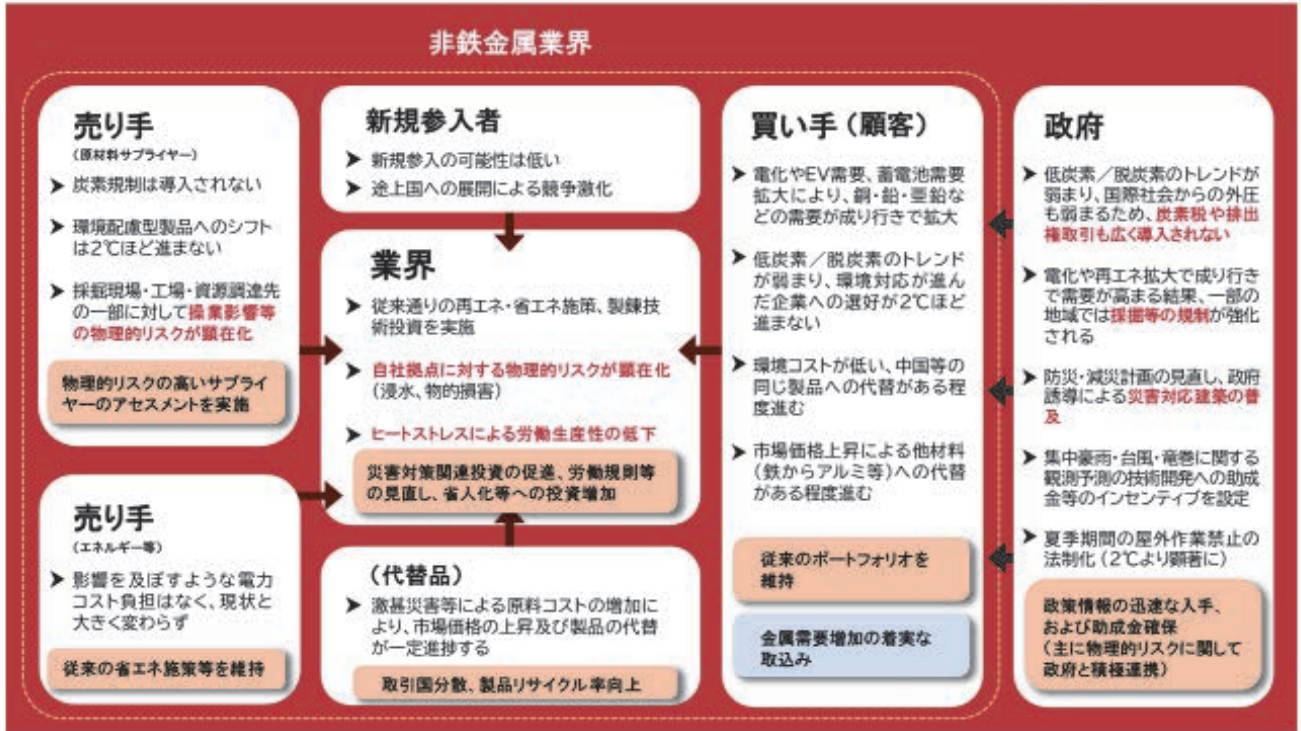 非鉄金属業界
売り手
(原材料サプライヤー)
➤ 炭素規制は導入されない
➤ 環境配慮型製品へのシフト
は2℃ほど進まない
➤ 採掘現場・工場・資源調達先
の一部に対して操業影響等
の物理的リスクが顕在化
物理的リスクの高いサプライ
ヤーのアセスメントを実施
売り手
(エネルギー等)
➤ 影響を及ぼすような電力
コスト負担はなく、現状と
大きく変わらず
従来の省エネ施策等を維持
新規参入者
➤ 新規参入の可能性は低い
➤ 途上国への展開による競争激化
業界
➤ 従来通りの再エネ・省エネ施策、製錬技
術投資を実施
➤ 自社拠点に対する物理的リスクが顕在化
(浸水、物的損害)
➤ ヒートストレスによる労働生産性の低下
災害対策関連投資の促進、労働規則等
の見直し、省人化等への投資増加
(代替品)
➤ 激甚災害等による原料コストの増加に
より、市場価格の上昇及び製品の代替
が一定進捗する
取引国分散、製品リサイクル率向上
買い手(顧客)
➤ 電化やEV需要、蓄電池需要
拡大により、銅・鉛・亜鉛な
どの需要が成り行きで拡大
➤ 低炭素/脱炭素のトレンド
が弱まり、環境対応が進ん
だ企業への選好が2℃ほど
進まない
➤ 環境コストが低い、中国等の
同じ製品への代替がある程
度進む
➤ 市場価格上昇による他材料
(鉄からアルミ等)への代替
がある程度進む
従来のポートフォリオを
維持
金属需要増加の着実な
取込み
政府
➤ 低炭素/脱炭素のトレンドが
弱まり、国際社会からの外圧
も弱まるため、炭素税や排出
権取引も広く導入されない
➤ 電化や再エネ拡大で成り行き
で需要が高まる結果、一部の
地域では採掘等の規制が強化
される
➤ 防災・減災計画の見直し、政府
誘導による災害対応建築の普
及
➤ 集中豪雨・台風・竜巻に関する
観測予測の技術開発への助成
金等のインセンティブを設定
➤ 夏季期間の屋外作業禁止の
法制化(2℃より顕著に)
政策情報の迅速な入手、
および助成金確保
(主に物理的リスクに関して
政府と積極連携)